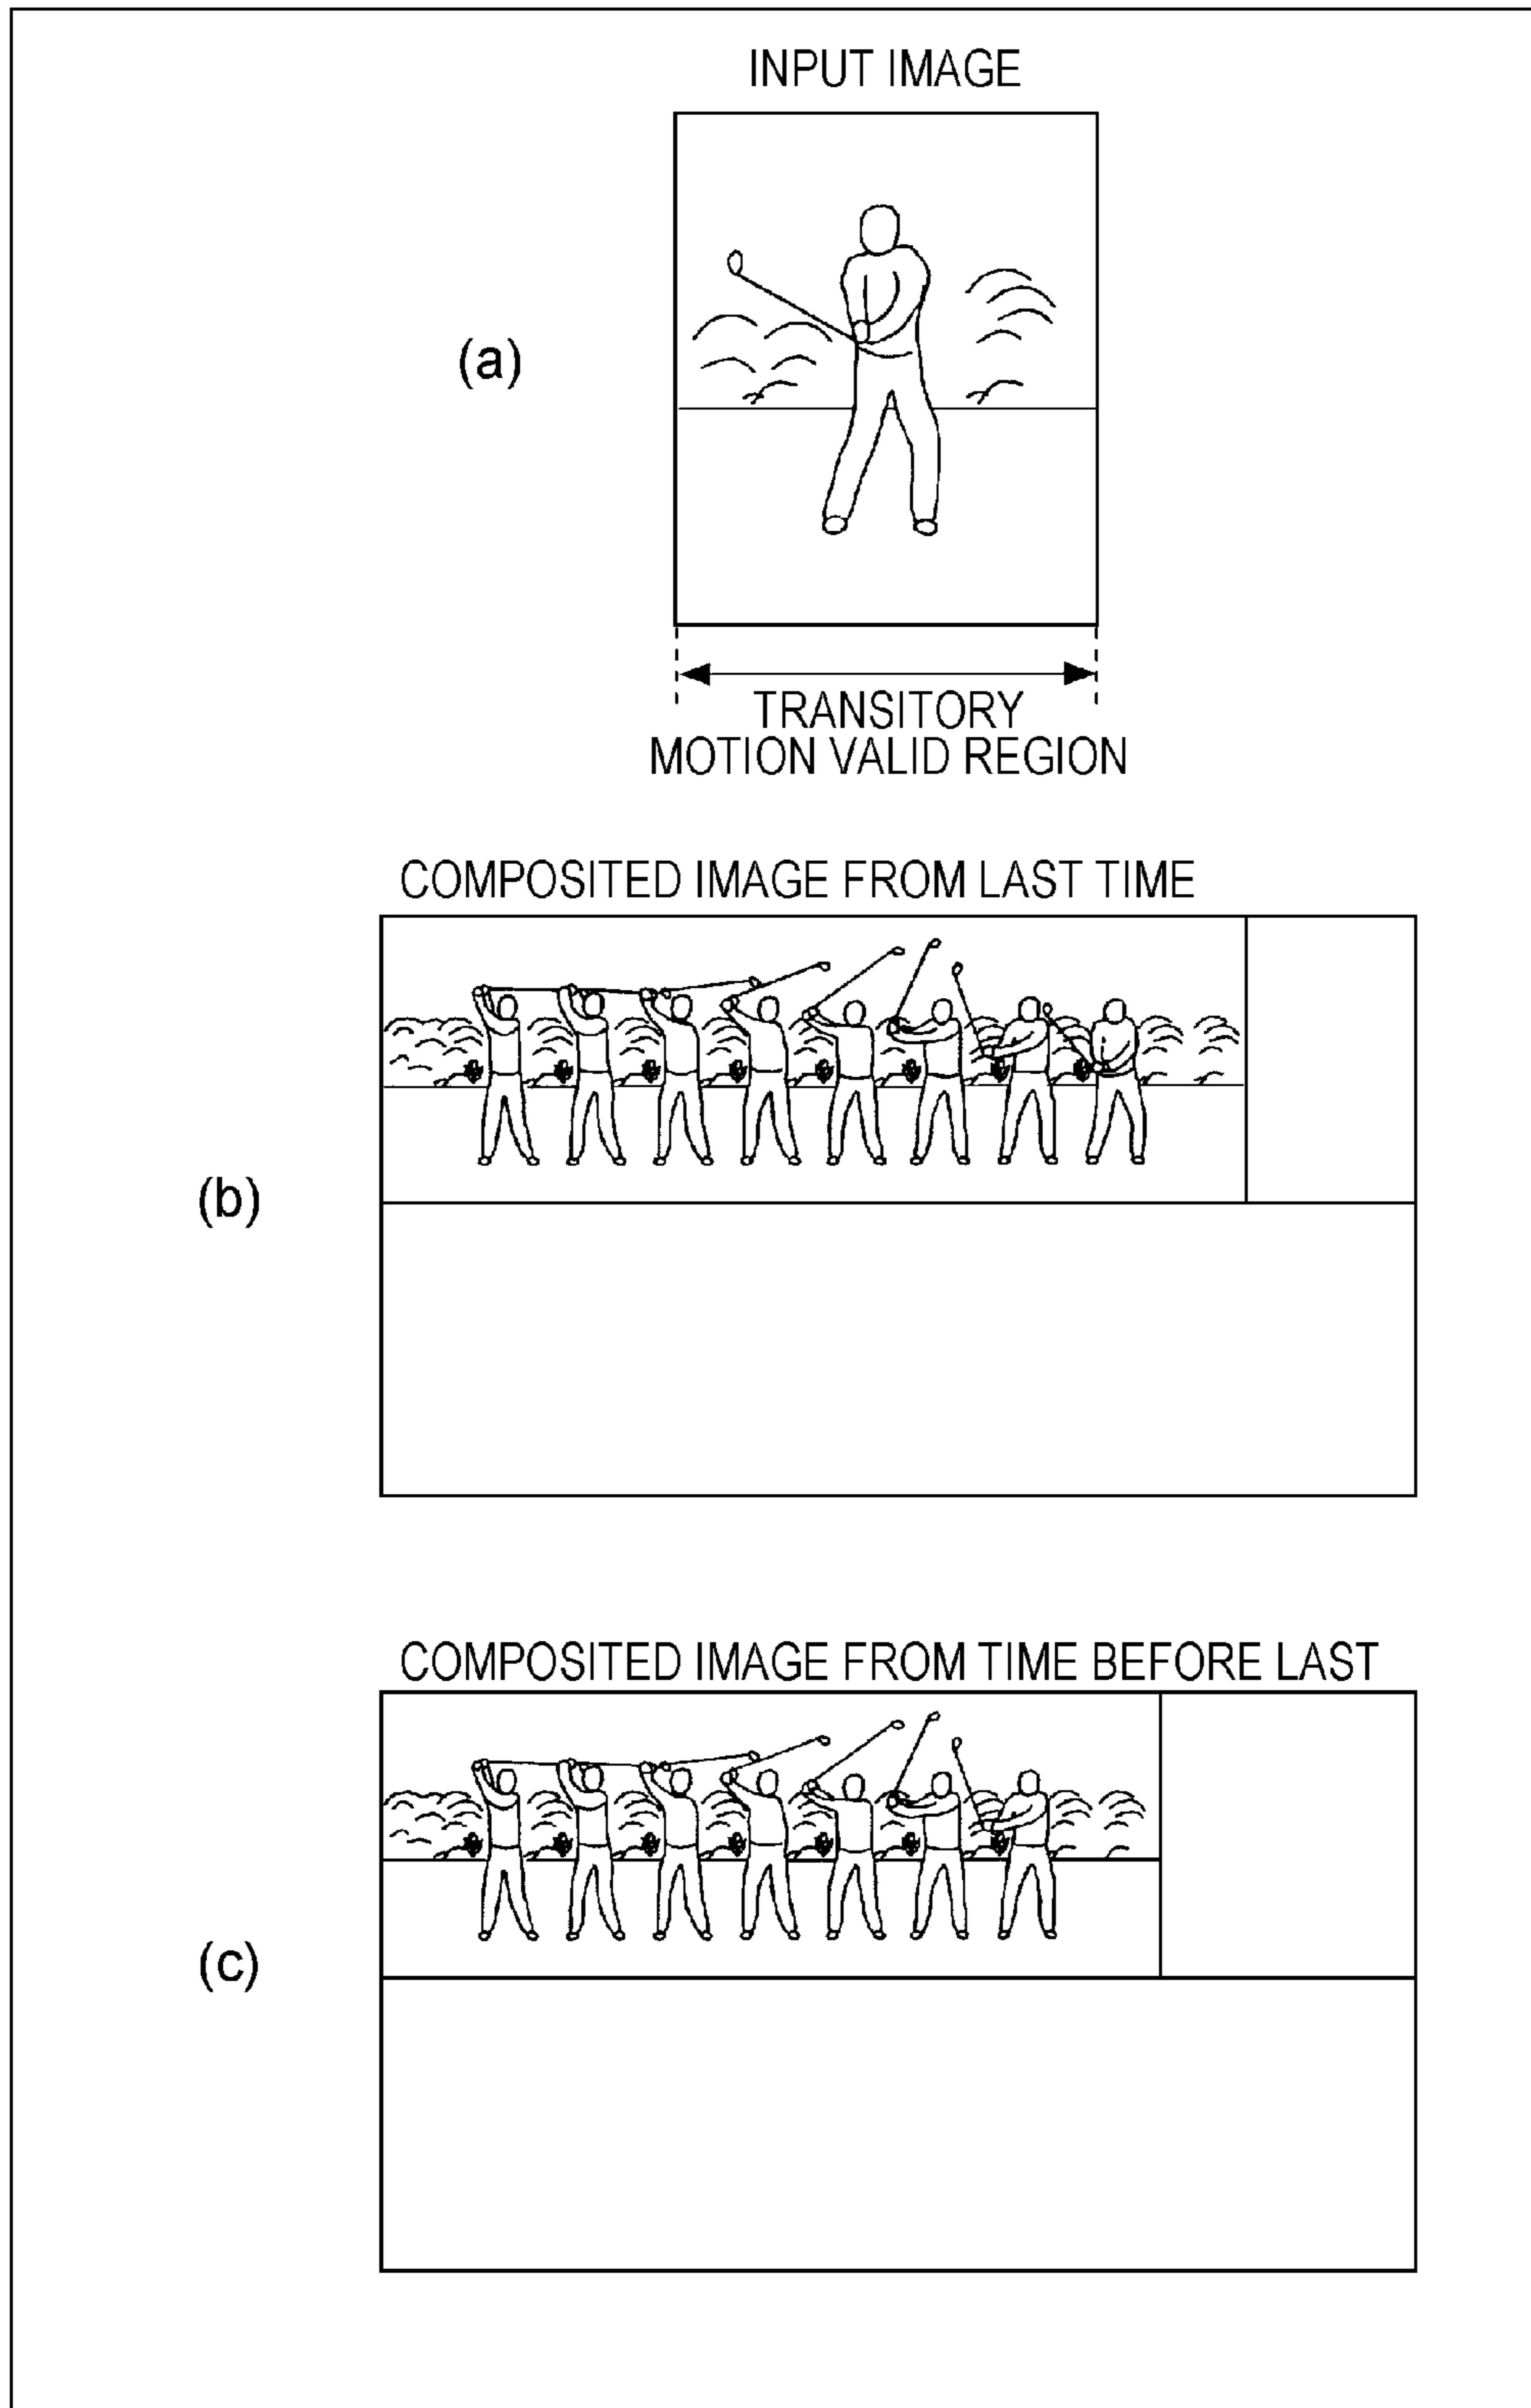 INPUT IMAGE
(a)
TRANSITORY
MOTION VALID REGION
COMPOSITED IMAGE FROM LAST TIME
(b)
COMPOSITED IMAGE FROM TIME BEFORE LAST
(c)